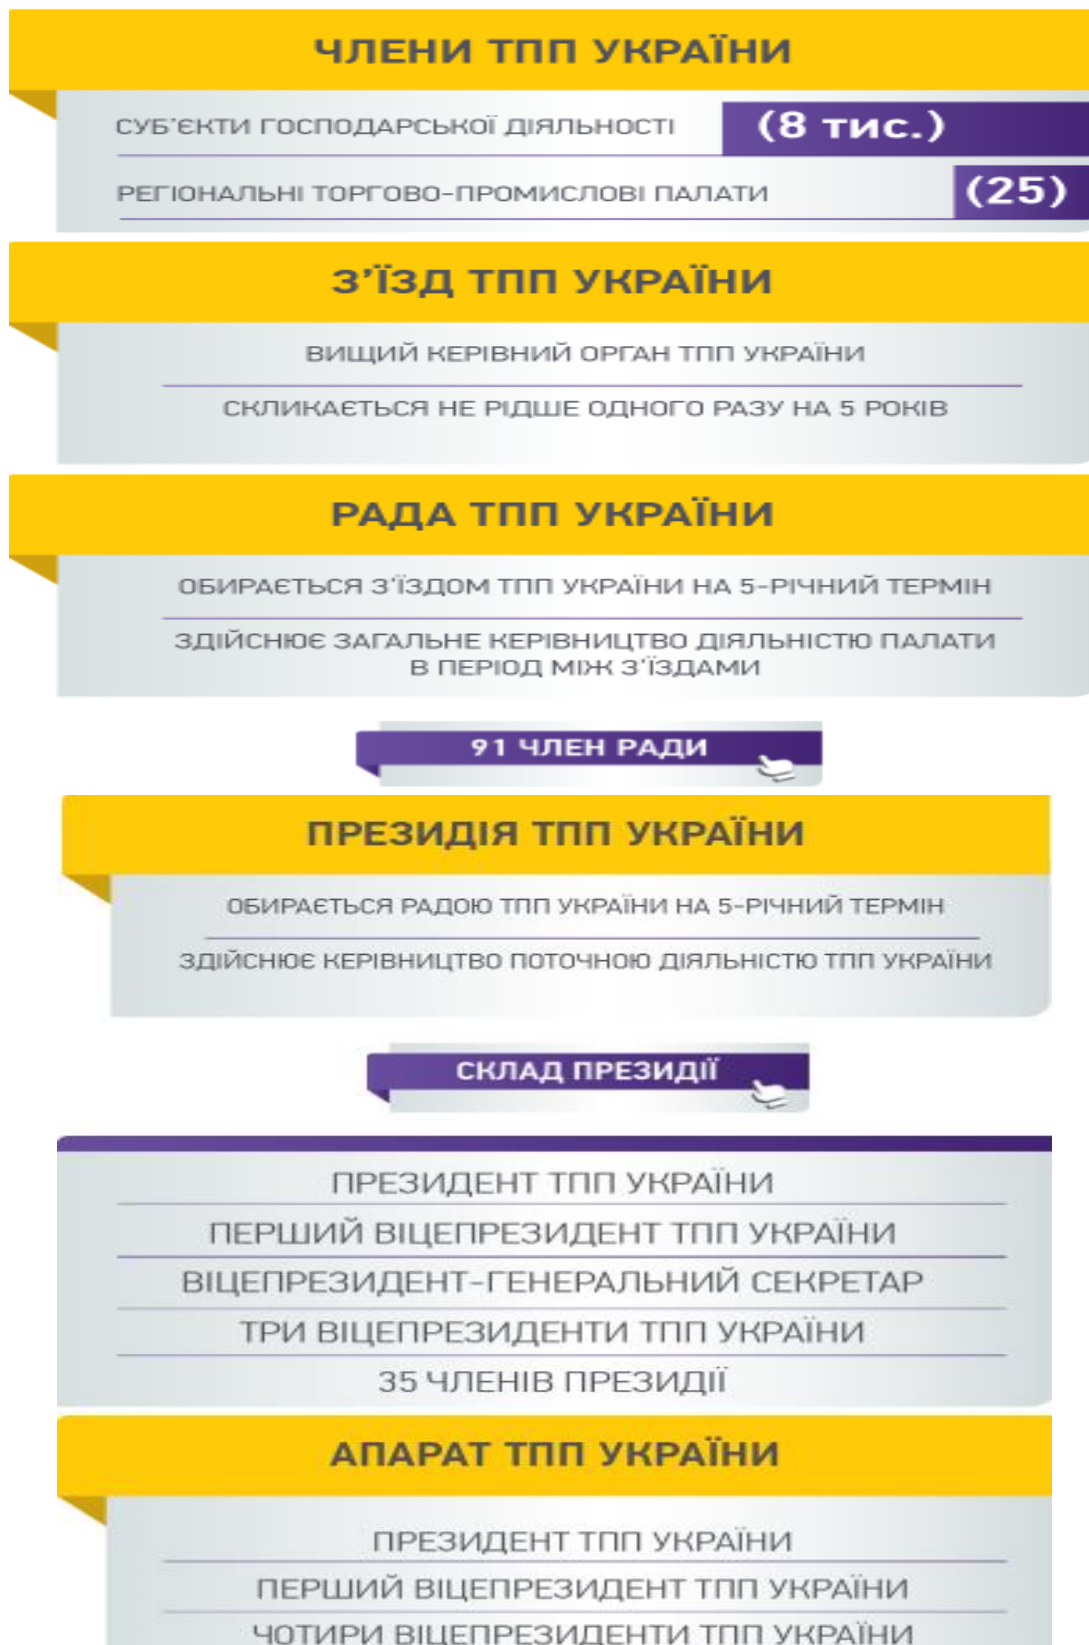 ЧЛЕНИ ТПП УКРАЇНИ
СУБ'ЄКТИ ГОСПОДАРСЬКОЇ ДІЯЛЬНОСТІ (8 тис.)
РЕГІОНАЛЬНІ ТОРГОВО-ПРОМИСЛОВІ ПАЛАТИ (25)
З'ЇЗД ТПП УКРАЇНИ
ВИЩИЙ КЕРІВНИЙ ОРГАН ТПП УКРАЇНИ
СКЛИКАЄТЬСЯ НЕ РІДШЕ ОДНОГО РАЗУ НА 5 РОКІВ
РАДА ТПП УКРАЇНИ
ОБИРАЄТЬСЯ З'ЇЗДОМ ТПП УКРАЇНИ НА 5-РІЧНИЙ ТЕРМІН
ЗДІЙСНЮЄ ЗАГАЛЬНЕ КЕРІВНИЦТВО ДІЯЛЬНІСТЮ ПАЛАТИ
В ПЕРІОД МІЖ З'ЇЗДАМИ
91 ЧЛЕН РАДИ
ПРЕЗИДІЯ ТПП УКРАЇНИ
ОБИРАЄТЬСЯ РАДОЮ ТПП УКРАЇНИ НА 5-РІЧНИЙ ТЕРМІН
ЗДІЙСНЮЄ КЕРІВНИЦТВО ПОТОЧНОЮ ДІЯЛЬНІСТЮ ТПП УКРАЇНИ
СКЛАД ПРЕЗИДІЇ
ПРЕЗИДЕНТ ТПП УКРАЇНИ
ПЕРШИЙ ВІЦЕПРЕЗИДЕНТ ТПП УКРАЇНИ
ВІЦЕПРЕЗИДЕНТ-ГЕНЕРАЛЬНИЙ СЕКРЕТАР
ТРИ ВІЦЕПРЕЗИДЕНТИ ТПП УКРАЇНИ
35 ЧЛЕНІВ ПРЕЗИДІЇ
АПАРАТ ТПП УКРАЇНИ
ПРЕЗИДЕНТ ТПП УКРАЇНИ
ПЕРШИЙ ВІЦЕПРЕЗИДЕНТ ТПП УКРАЇНИ
ЧОТИРИ ВІЦЕПРЕЗИДЕНТИ ТПП УКРАЇНИ